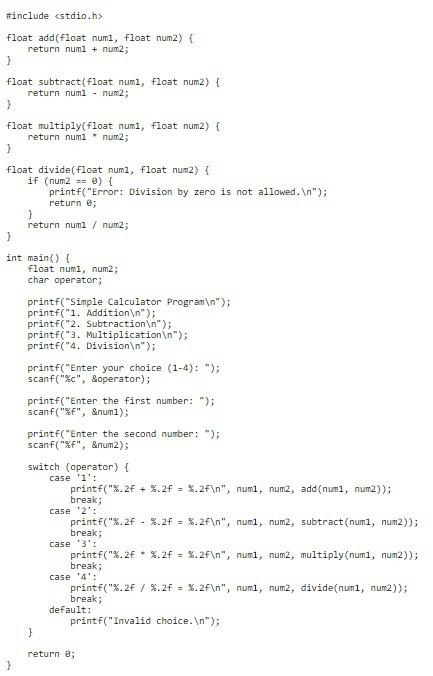 #include <stdio.h>

float add(float num1, float num2) {
    return num1 + num2;
}

float subtract(float num1, float num2) {
    return num1 - num2;
}

float multiply(float num1, float num2) {
    return num1 * num2;
}

float divide(float num1, float num2) {
    if (num2 == 0) {
        printf("Error: Division by zero is not allowed.\n");
        return 0;
    }
    return num1 / num2;
}

int main() {
    float num1, num2;
    char operator;

    printf("Simple Calculator Program\n");
    printf("1. Addition\n");
    printf("2. Subtraction\n");
    printf("3. Multiplication\n");
    printf("4. Division\n");

    printf("Enter your choice (1-4): ");
    scanf("%c", &operator);

    printf("Enter the first number: ");
    scanf("%f", &num1);

    printf("Enter the second number: ");
    scanf("%f", &num2);

    switch (operator) {
        case '1':
            printf("%.2f + %.2f = %.2f\n", num1, num2, add(num1, num2));
            break;
        case '2':
            printf("%.2f - %.2f = %.2f\n", num1, num2, subtract(num1, num2));
            break;
        case '3':
            printf("%.2f * %.2f = %.2f\n", num1, num2, multiply(num1, num2));
            break;
        case '4':
            printf("%.2f / %.2f = %.2f\n", num1, num2, divide(num1, num2));
            break;
        default:
            printf("Invalid choice.\n");
    }

    return 0;
}